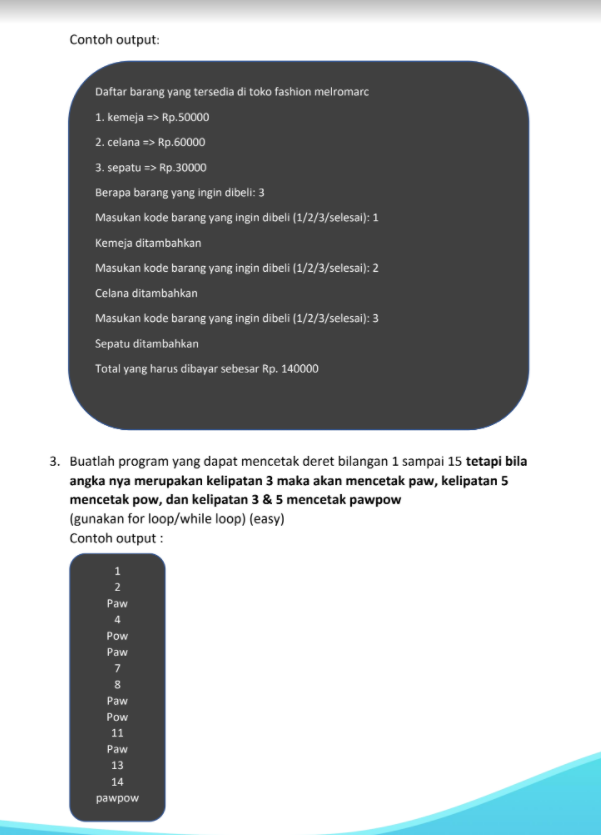 Contoh output:
Daftar barang yang tersedia di toko fashion melromarc
1. kemeja => Rp.50000
2. celana => Rp.60000
3. sepatu => Rp.30000
Berapa barang yang ingin dibeli: 3
Masukan kode barang yang ingin dibeli (1/2/3/selesai): 1
Kemeja ditambahkan
Masukan kode barang yang ingin dibeli (1/2/3/selesai): 2
Celana ditambahkan
Masukan kode barang yang ingin dibeli (1/2/3/selesai): 3
Sepatu ditambahkan
Total yang harus dibayar sebesar Rp. 140000
3. Buatlah program yang dapat mencetak deret bilangan 1 sampai 15 tetapi bila
angka nya merupakan kelipatan 3 maka akan mencetak paw, kelipatan 5
mencetak pow, dan kelipatan 3 & 5 mencetak pawpow
(gunakan for loop/while loop) (easy)
Contoh output :
1
2
Paw
4
Pow
Paw
7
8
Paw
Pow
11
Paw
13
14
pawpow